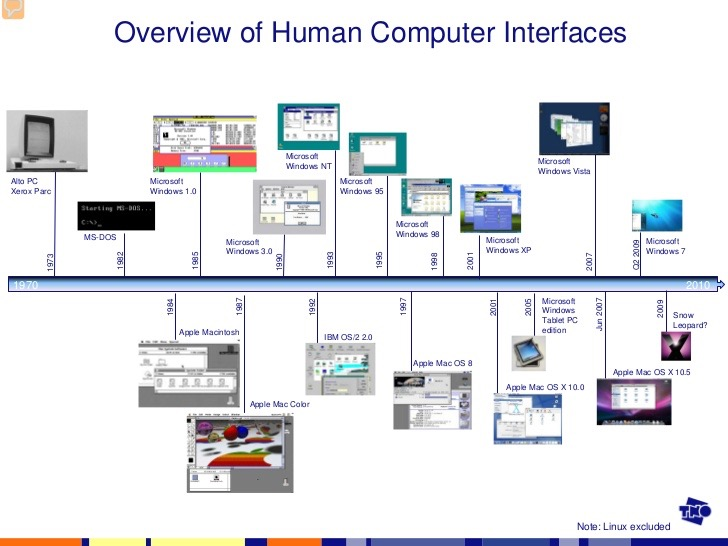 Overview of Human Computer Interfaces
Alto PC
Xerox Parc
Starting MS-DOS...
C:\>_
MS-DOS
Microsoft
Windows 1.0
Microsoft
Windows 3.0
Microsoft
Windows NT
Microsoft
Windows 95
Microsoft
Windows 98
Microsoft
Windows XP
Microsoft
Windows Vista
Microsoft
Windows 7
1973
1982
1985
1990
1993
1995
1998
2001
2007
Q2 2009
1970
2010
1984
1987
1992
1997
2001
2005
Jun 2007
2009
Apple Macintosh
Apple Mac Color
IBM OS/2 2.0
Apple Mac OS 8
Apple Mac OS X 10.0
Microsoft
Windows
Tablet PC
edition
Apple Mac OS X 10.5
Snow
Leopard?
TNO
Note: Linux excluded